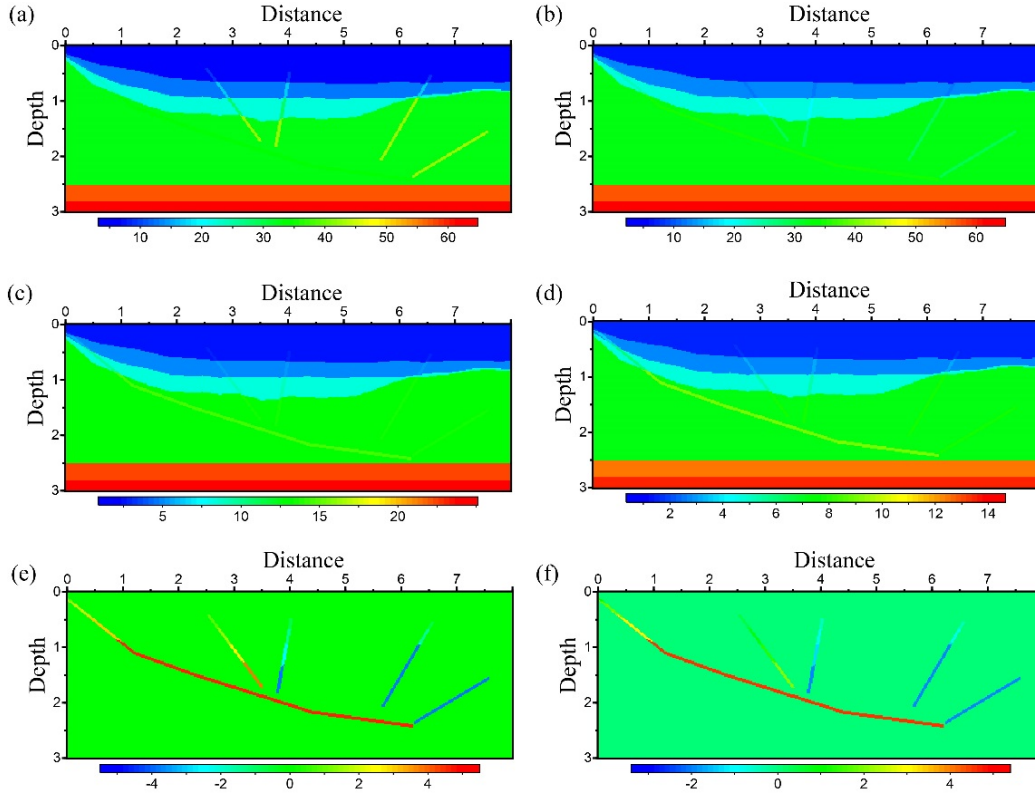 (a) Distance (b) Distance
0 1 2 3 4 5 6 7 0 1 2 3 4 5 6 7
Depth 0 1 2 3 Depth 0 1 2 3
10 20 30 40 50 60 10 20 30 40 50 60
(c) Distance (d) Distance
0 1 2 3 4 5 6 7 0 1 2 3 4 5 6 7
Depth 0 1 2 3 Depth 0 1 2 3
5 10 15 20 2 4 6 8 10 12 14
(e) Distance (f) Distance
0 1 2 3 4 5 6 7 0 1 2 3 4 5 6 7
Depth 0 1 2 3 Depth 0 1 2 3
-4 -2 0 2 4 -2 0 2 4